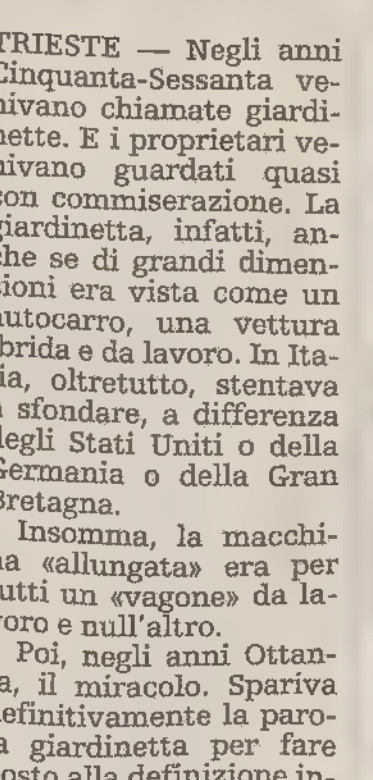 TRIESTE — Negli anni
Cinquanta-Sessanta ve-
nivano chiamate giardi-
nette. E i proprietari ve-
nivano guardati quasi
con commiserazione. La
giardinetta, infatti, an-
che se di grandi dimen-
sioni era vista come un
autocarro, una vettura
ibrida e da lavoro. In Ita-
lia, oltretutto, stentava
a sfondare, a differenza
degli Stati Uniti o della
Germania o della Gran
Bretagna.
Insomma, la macchi-
na «allungata» era per
tutti un «vagone» da la-
voro e null'altro.
Poi, negli anni Ottan-
ta, il miracolo. Spariva
definitivamente la paro-
la giardinetta per fare
posto alla definizione in-